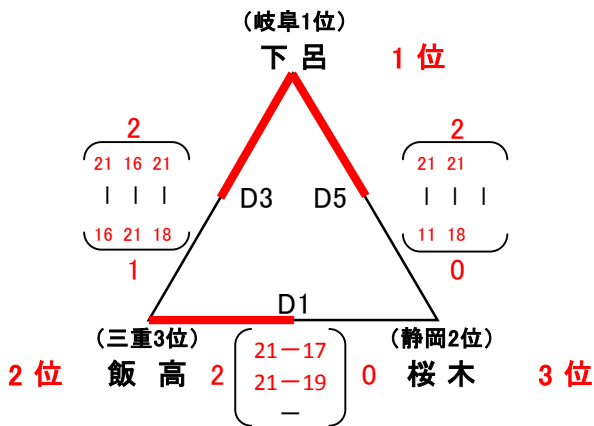 (岐阜1位)
下呂 1位
2 2
21 16 21 21 21
| | | | | |
D3 D5
16 21 18 11 18
1 0
D1
(三重3位) (静岡2位)
21-17
2位 飯高 2 0 桜木 3位
21-19
-